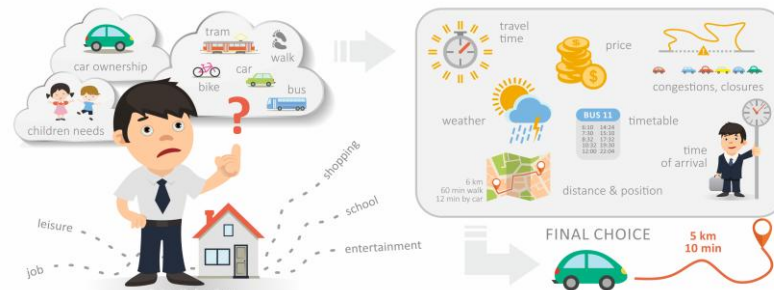 car ownership
children needs
tram
walk
bike
car
bus
?
leisure
job
shopping
school
entertainment
travel
time
price
congestions, closures
weather
BUS 11
timetable
time
of arrival
6 km
60 min walk
12 min by car
distance & position
FINAL CHOICE
5 km
10 min